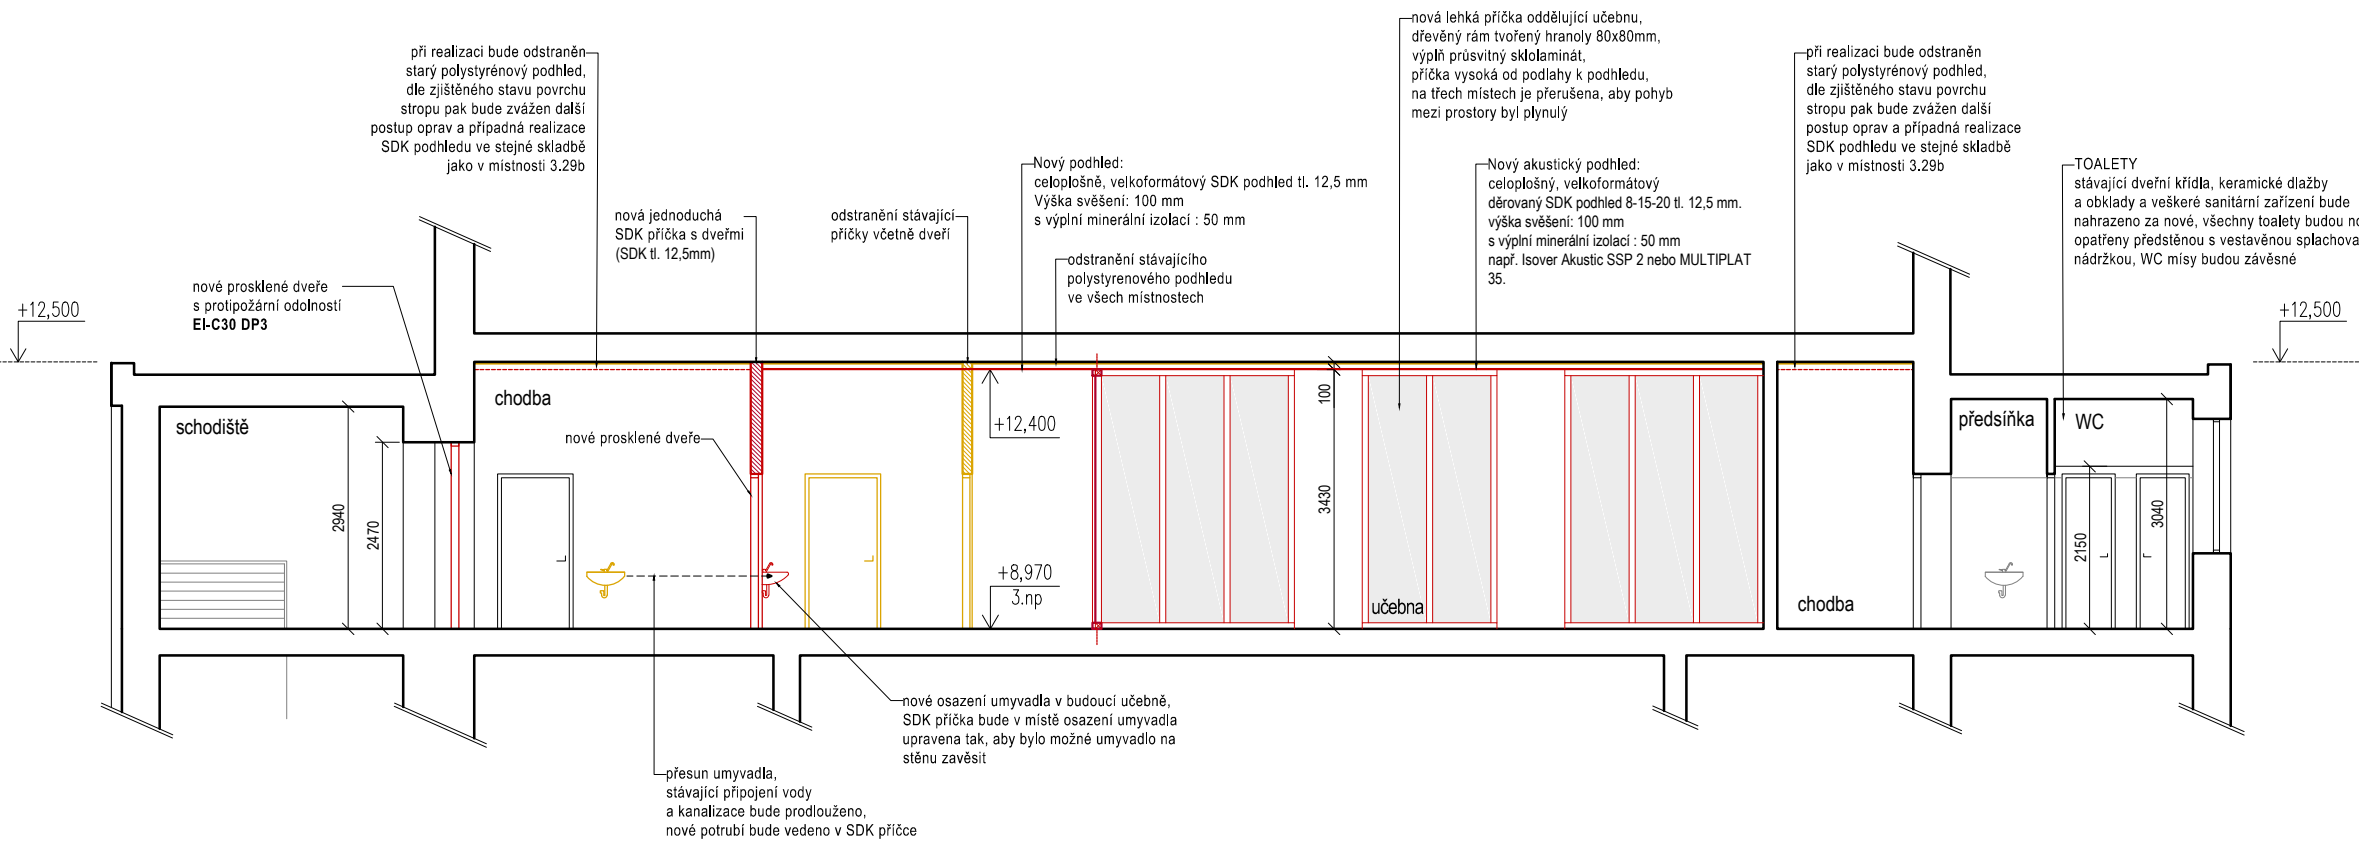 při realizaci bude odstraněn
starý polystyrénový podhled,
dle zjištěného stavu povrchu
stropu pak bude zvážen další
postup oprav a případná realizace
SDK podhledu ve stejné skladbě
jako v místnosti 3.29b
nová lehká příčka oddělující učebnu,
dřevěný rám tvořený hranoly 80x80mm,
výplň průsvitný sklolaminát,
příčka vysoká od podlahy k podhledu,
na třech místech je přerušena, aby pohyb
mezi prostory byl plynulý
při realizaci bude odstraněn
starý polystyrénový podhled,
dle zjištěného stavu povrchu
stropu pak bude zvážen další
postup oprav a případná realizace
SDK podhledu ve stejné skladbě
jako v místnosti 3.29b
Nový podhled:
celoplošně, velkoformátový SDK podhled tl. 12,5 mm
Výška svěšení: 100 mm
s výplní minerální izolací : 50 mm
Nový akustický podhled:
celoplošný, velkoformátový
děrovaný SDK podhled 8-15-20 tl. 12,5 mm.
výška svěšení: 100 mm
s výplní minerální izolací : 50 mm
např. Isover Akustic SSP 2 nebo MULTIPLAT
35.
TOALETY
stávající dveřní křídla, keramické dlažby
a obklady a veškeré sanitární zařízení bude
nahrazeno za nové, všechny toalety budou
opatřeny předstěnou s vestavěnou
nádržkou, WC mísy budou závěsné
nová jednoduchá
SDK příčka s dveřmi
(SDK tl. 12,5mm)
odstranění stávající
příčky včetně dveří
odstranění stávajícího
polystyrenového podhledu
ve všech místnostech
nové prosklené dveře
s protipožární odolností
EI-C30 DP3
+12,500
+12,500
schodiště
chodba
nové prosklené dveře
+12,400
100
3430
předsíňka
WC
2940
2470
2150
3040
+8,970
3.np
učebna
chodba
nové osazení umyvadla v budoucí učebně,
SDK příčka bude v místě osazení umyvadla
upravena tak, aby bylo možné umyvadlo na
stěnu zavěsit
přesun umyvadla,
stávající připojení vody
a kanalizace bude prodlouženo,
nové potrubí bude vedeno v SDK příčce